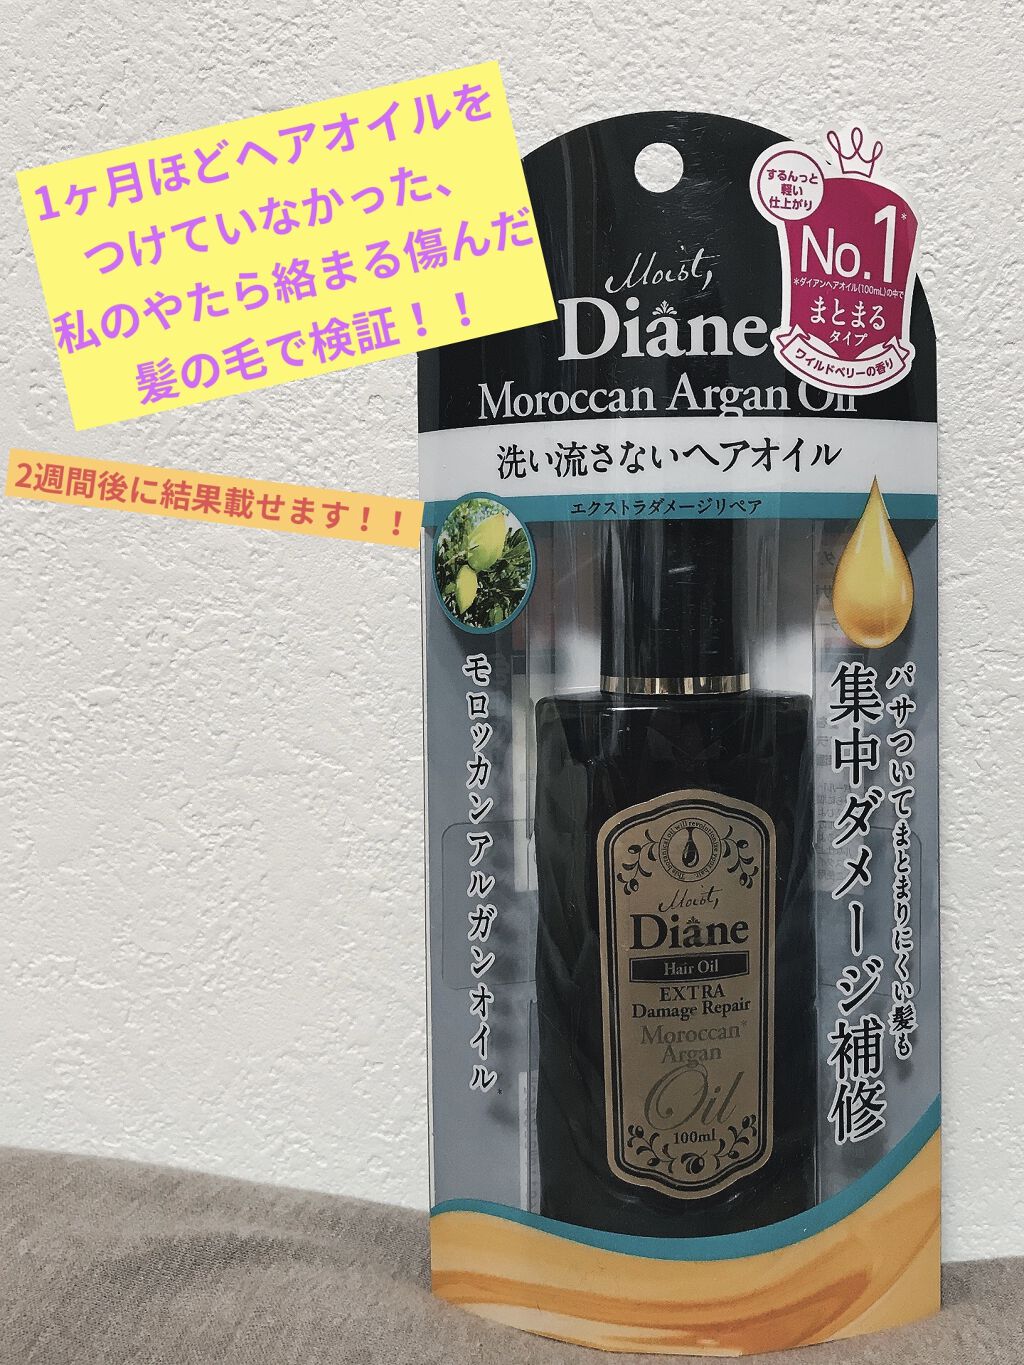 1ヶ月ほどヘアオイルを
つけていなかった、
私のやたら絡まる傷んだ
髪の毛で検証！！
2週間後に結果載せます！！
するんっと
軽い
仕上がり
No.1*
*ダイアンヘアオイル(100mL)の中で
まとまる
タイプ
ワイルドベリーの香り
Moist,
Diane
Moroccan Argan Oil
洗い流さないヘアオイル
エクストラダメージリペア
モロッカンアルガンオイル*
パサついてまとまりにくい髪も
集中ダメージ補修
This botanical oil will revolutionize your hair.
Moist,
Diane
Hair Oil
EXTRA
Damage Repair
Moroccan*
Argan
Oil
100ml